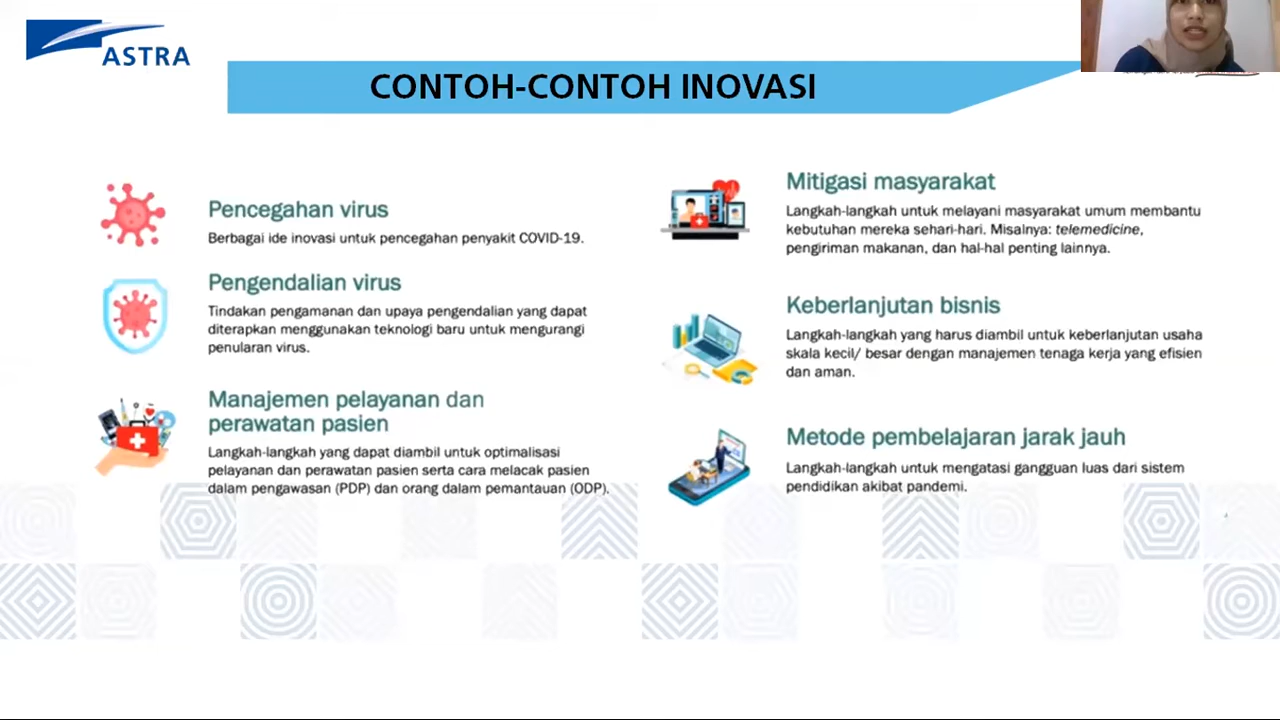 ASTRA
CONTOH-CONTOH INOVASI
Pencegahan virus
Berbagai ide inovasi untuk pencegahan penyakit COVID-19.
Pengendalian virus
Tindakan pengamanan dan upaya pengendalian yang dapat
diterapkan menggunakan teknologi baru untuk mengurangi
penularan virus.
Manajemen pelayanan dan
perawatan pasien
Langkah-langkah yang dapat diambil untuk optimalisasi
pelayanan dan perawatan pasien serta cara melacak pasien
dalam pengawasan (PDP) dan orang dalam pemantauan (ODP).
Mitigasi masyarakat
Langkah-langkah untuk melayani masyarakat umum membantu
kebutuhan mereka sehari-hari. Misalnya: telemedicine,
pengiriman makanan, dan hal-hal penting lainnya.
Keberlanjutan bisnis
Langkah-langkah yang harus diambil untuk keberlanjutan usaha
skala kecil/ besar dengan manajemen tenaga kerja yang efisien
dan aman.
Metode pembelajaran jarak jauh
Langkah-langkah untuk mengatasi gangguan luas dari sistem
pendidikan akibat pandemi.